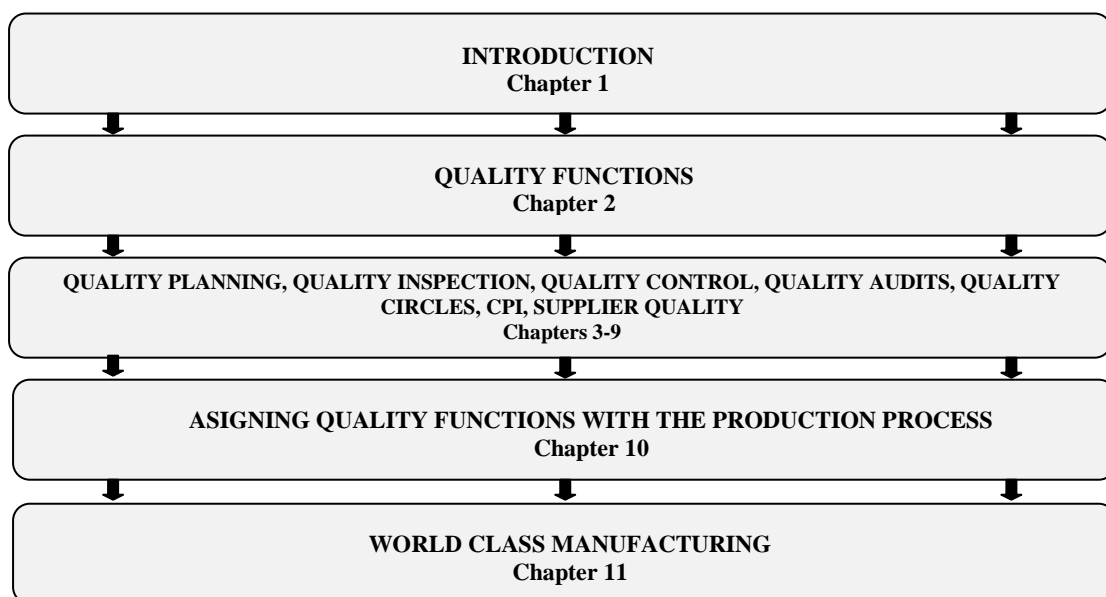 INTRODUCTION
Chapter 1
QUALITY FUNCTIONS
Chapter 2
QUALITY PLANNING, QUALITY INSPECTION, QUALITY CONTROL, QUALITY AUDITS, QUALITY
CIRCLES, CPI, SUPPLIER QUALITY
Chapters 3-9
ASIGNING QUALITY FUNCTIONS WITH THE PRODUCTION PROCESS
Chapter 10
WORLD CLASS MANUFACTURING
Chapter 11